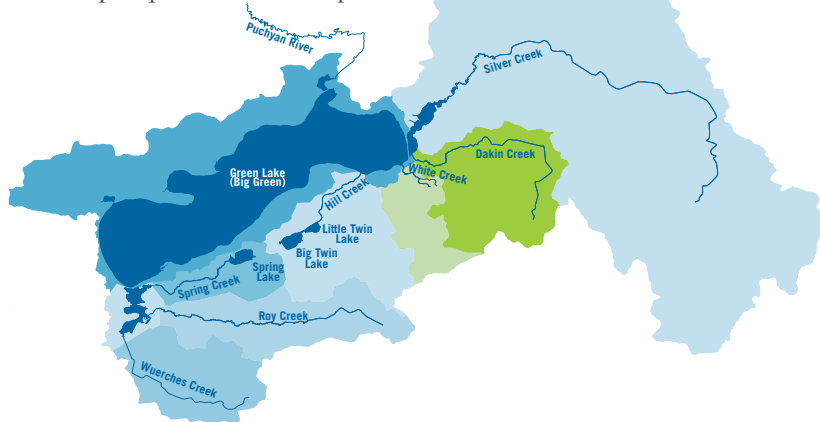 Puchyan River
Silver Creek
Dakin Creek
White Creek
Green Lake
(Big Green)
Hill Creek
Little Twin
Lake
Big Twin
Lake
Spring
Lake
Spring Creek
Roy Creek
Wuerches Creek